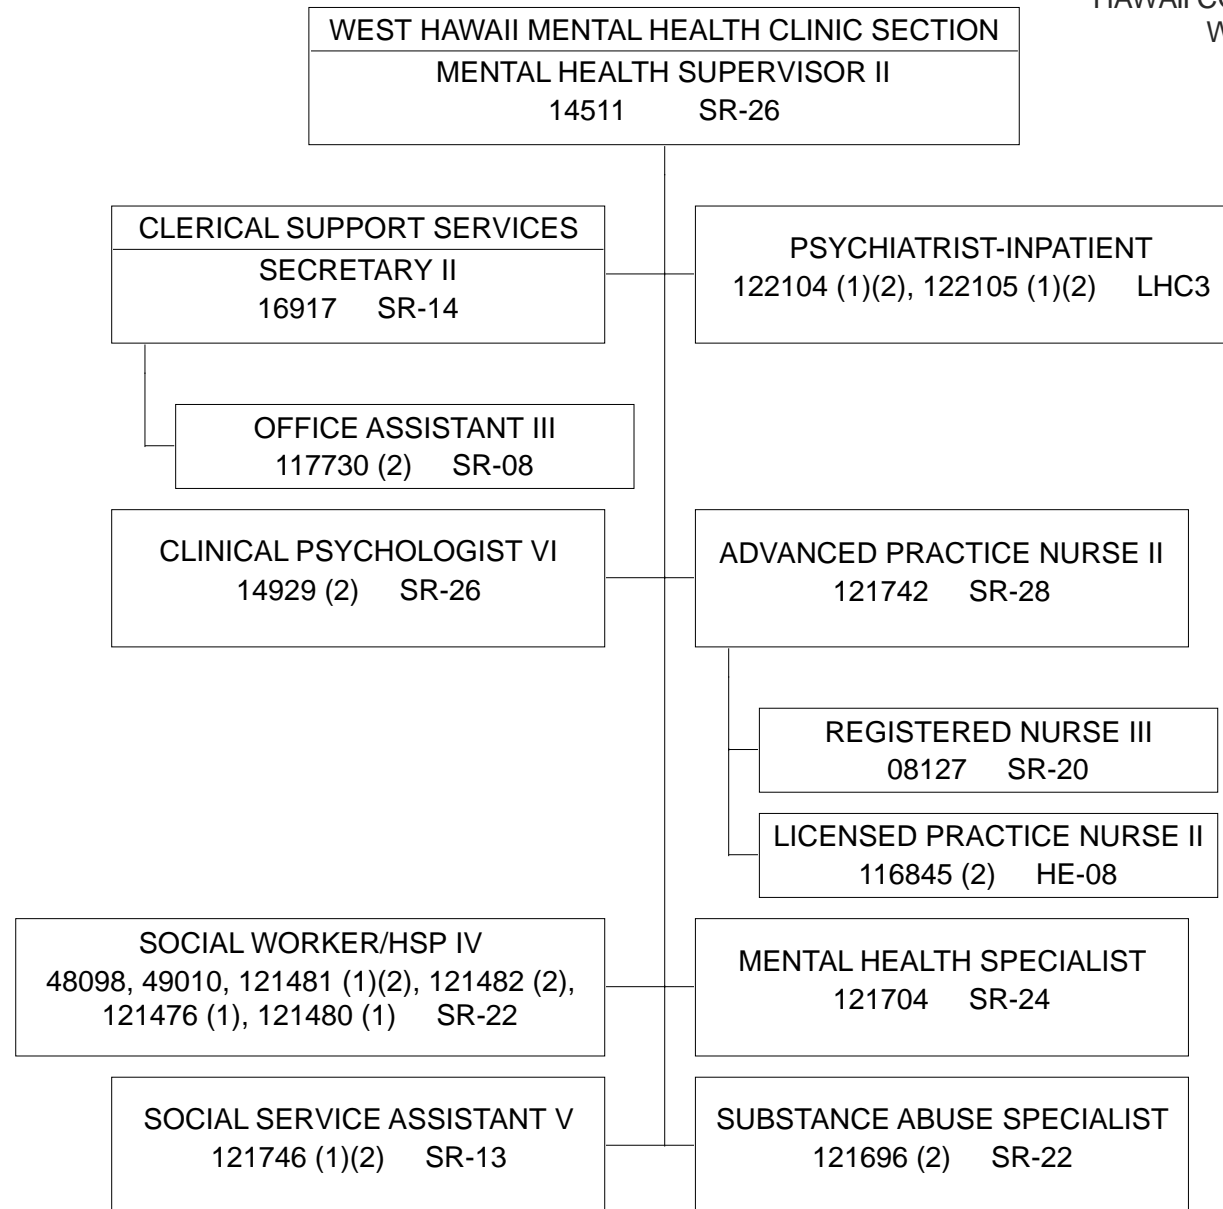 HAWAII CO
W
WEST HAWAII MENTAL HEALTH CLINIC SECTION
MENTAL HEALTH SUPERVISOR II
14511 SR-26
CLERICAL SUPPORT SERVICES
SECRETARY II
16917 SR-14
PSYCHIATRIST-INPATIENT
122104 (1)(2), 122105 (1)(2) LHC3
OFFICE ASSISTANT III
117730 (2) SR-08
CLINICAL PSYCHOLOGIST VI
14929 (2) SR-26
ADVANCED PRACTICE NURSE II
121742 SR-28
REGISTERED NURSE III
08127 SR-20
LICENSED PRACTICE NURSE II
116845 (2) HE-08
SOCIAL WORKER/HSP IV
48098, 49010, 121481 (1)(2), 121482 (2),
121476 (1), 121480 (1) SR-22
MENTAL HEALTH SPECIALIST
121704 SR-24
SOCIAL SERVICE ASSISTANT V
121746 (1)(2) SR-13
SUBSTANCE ABUSE SPECIALIST
121696 (2) SR-22